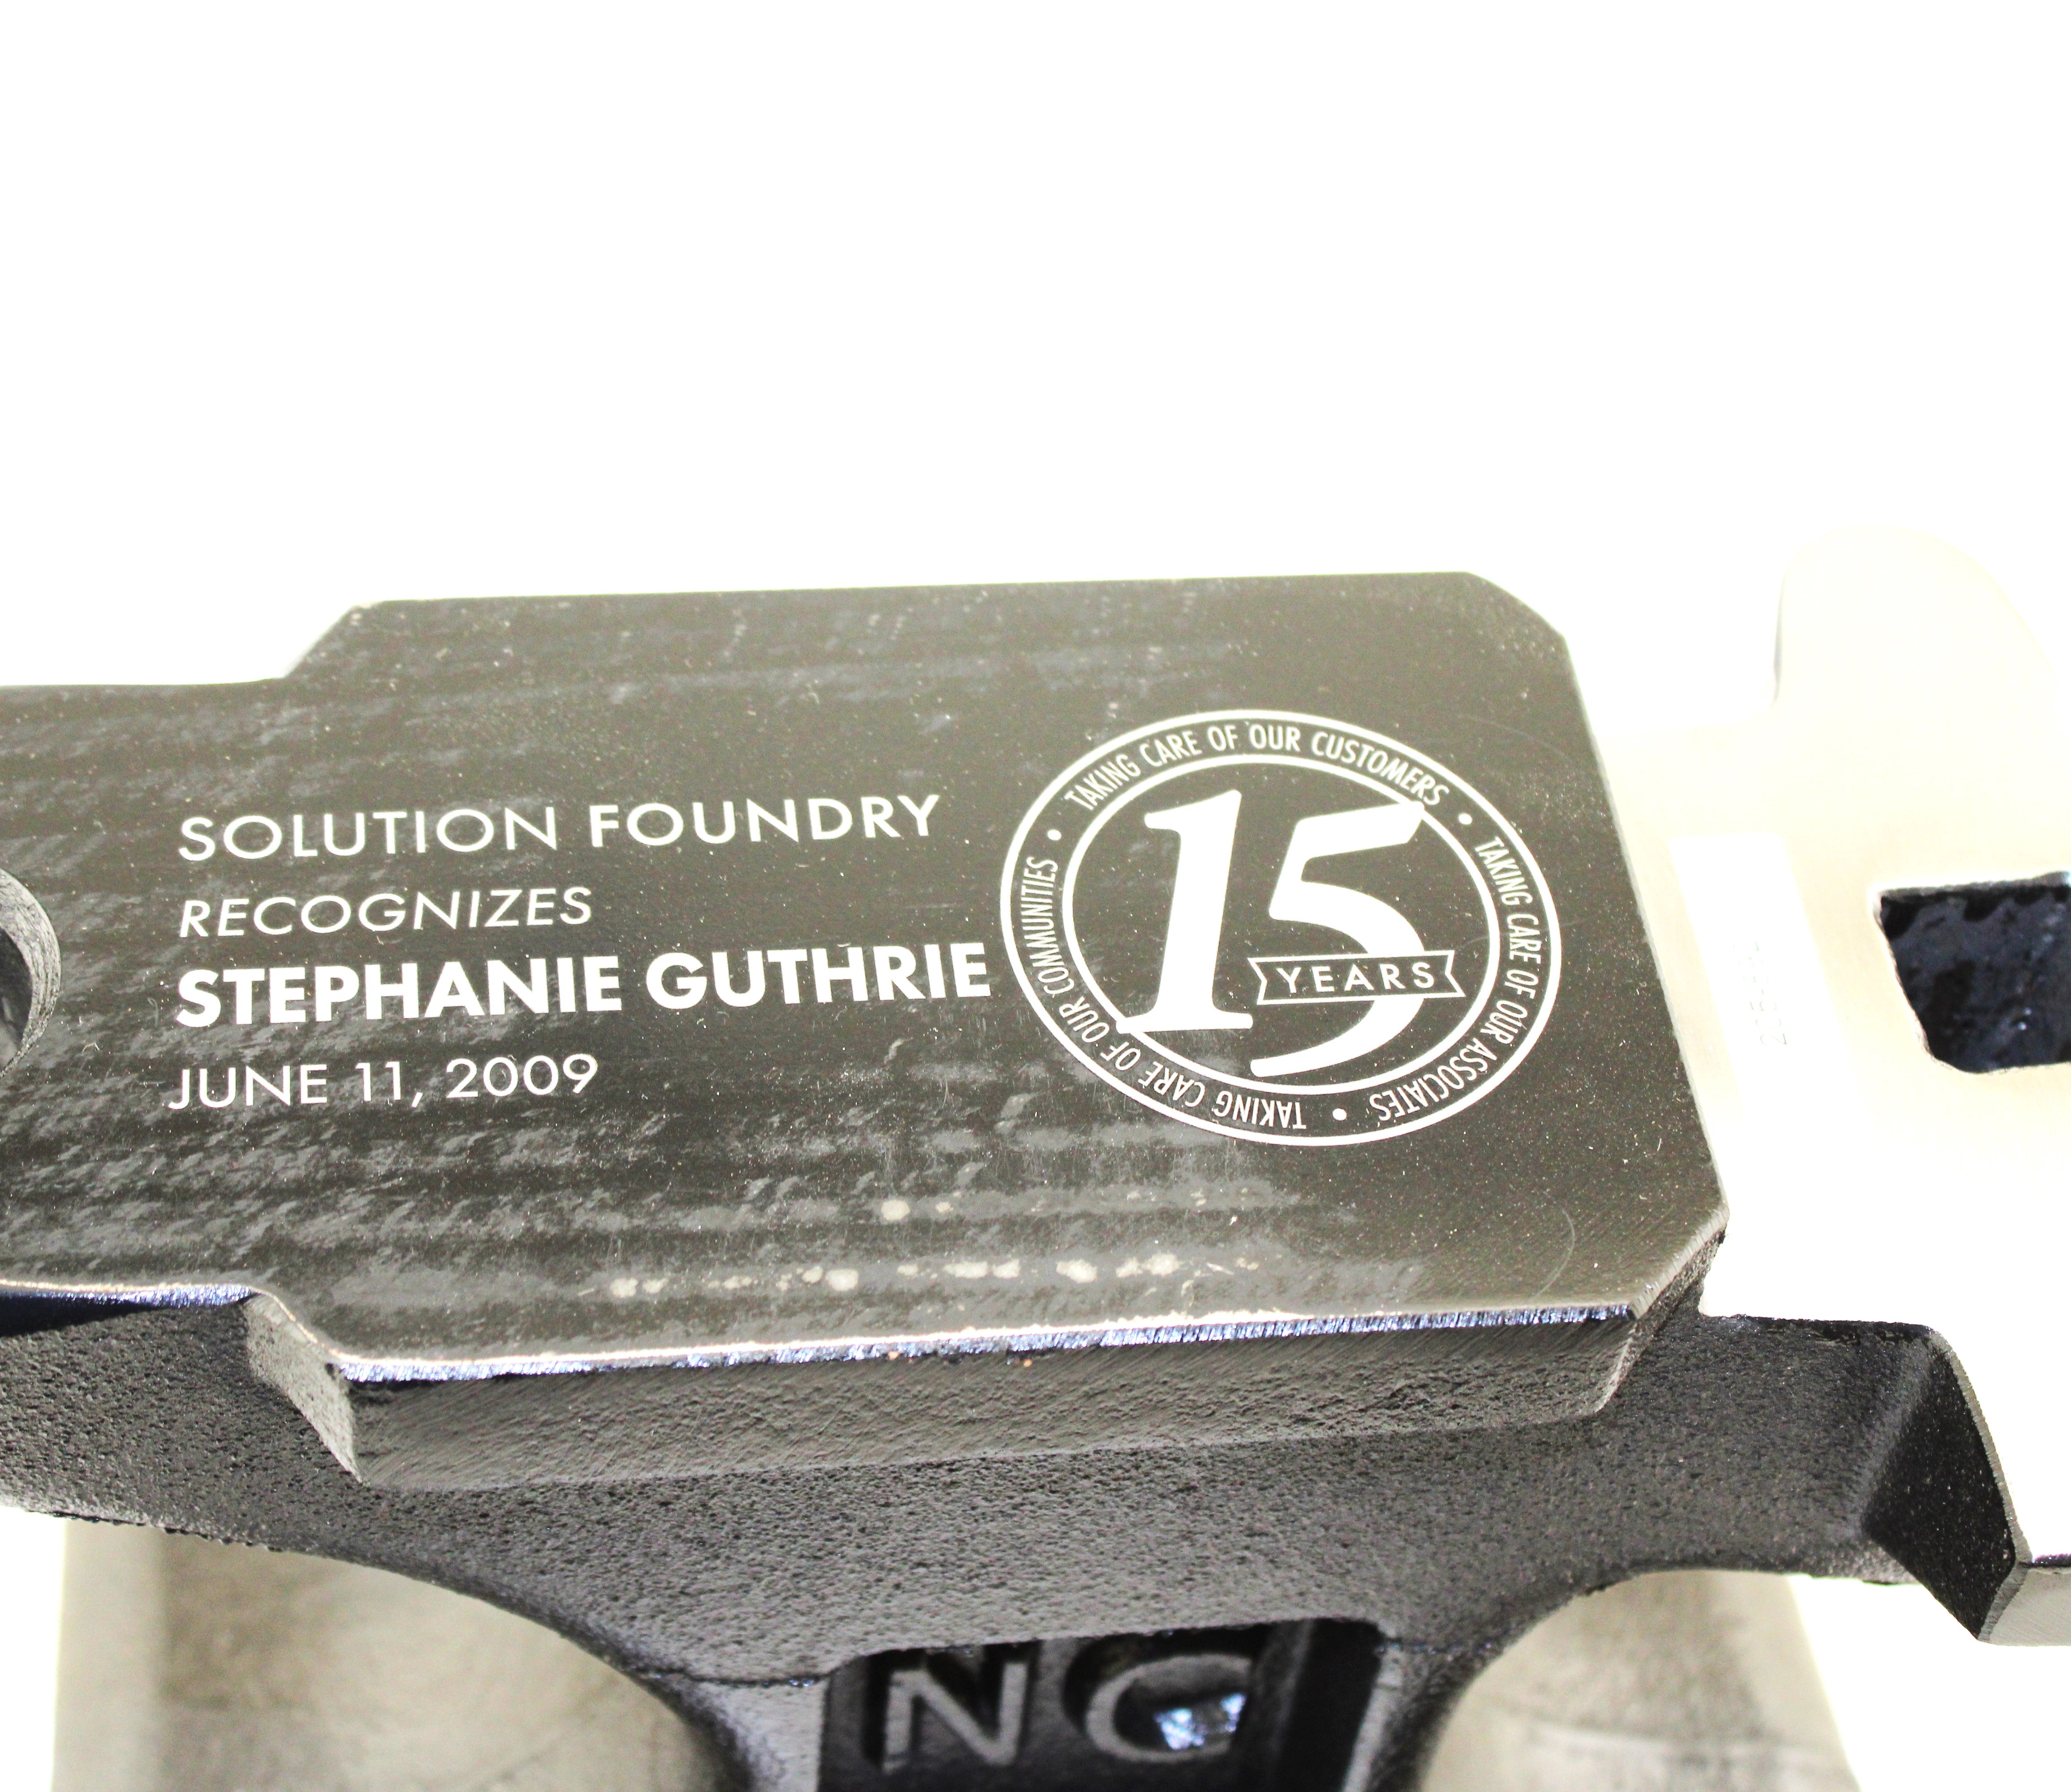 SOLUTION FOUNDRY
RECOGNIZES
STEPHANIE GUTHRIE
JUNE 11, 2009
• TAKING CARE OF OUR CUSTOMERS • TAKING CARE OF OUR ASSOCIATES • TAKING CARE OF OUR COMMUNITIES
15
YEARS
NG